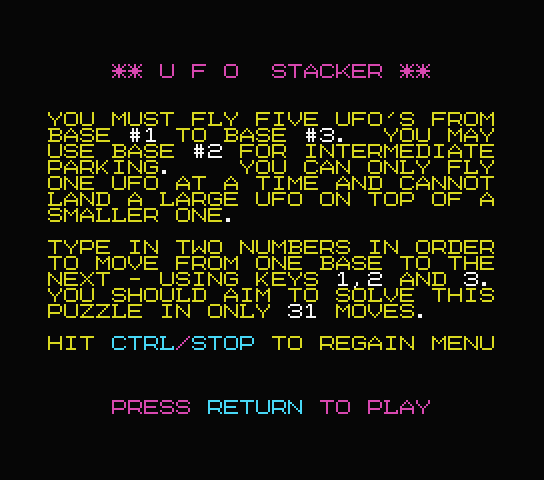 ** U F O  STACKER **
YOU MUST FLY FIVE UFO'S FROM
BASE #1 TO BASE #3.  YOU MAY
USE BASE #2 FOR INTERMEDIATE
PARKING.    YOU CAN ONLY FLY
ONE UFO AT A TIME AND CANNOT
LAND A LARGE UFO ON TOP OF A
SMALLER ONE.
TYPE IN TWO NUMBERS IN ORDER
TO MOVE FROM ONE BASE TO THE
NEXT - USING KEYS 1,2 AND 3.
YOU SHOULD AIM TO SOLVE THIS
PUZZLE IN ONLY 31 MOVES.
HIT CTRL/STOP TO REGAIN MENU
PRESS RETURN TO PLAY